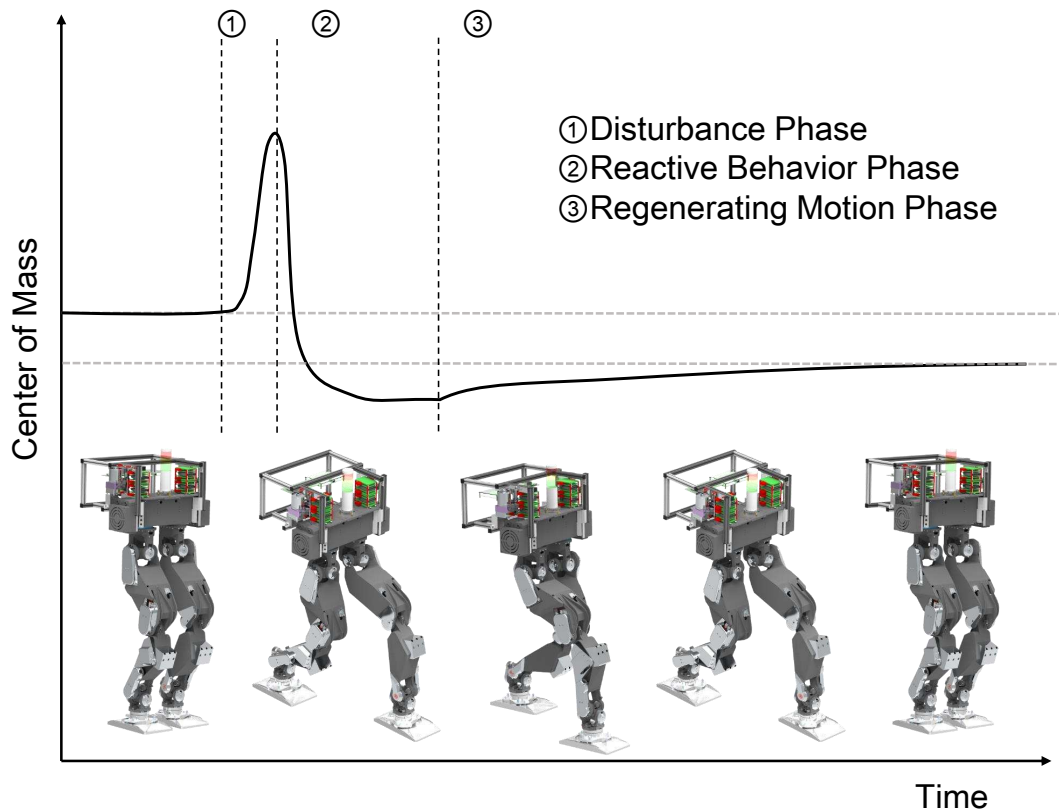 ① ② ③
①Disturbance Phase
②Reactive Behavior Phase
③Regenerating Motion Phase
Center of Mass
Time